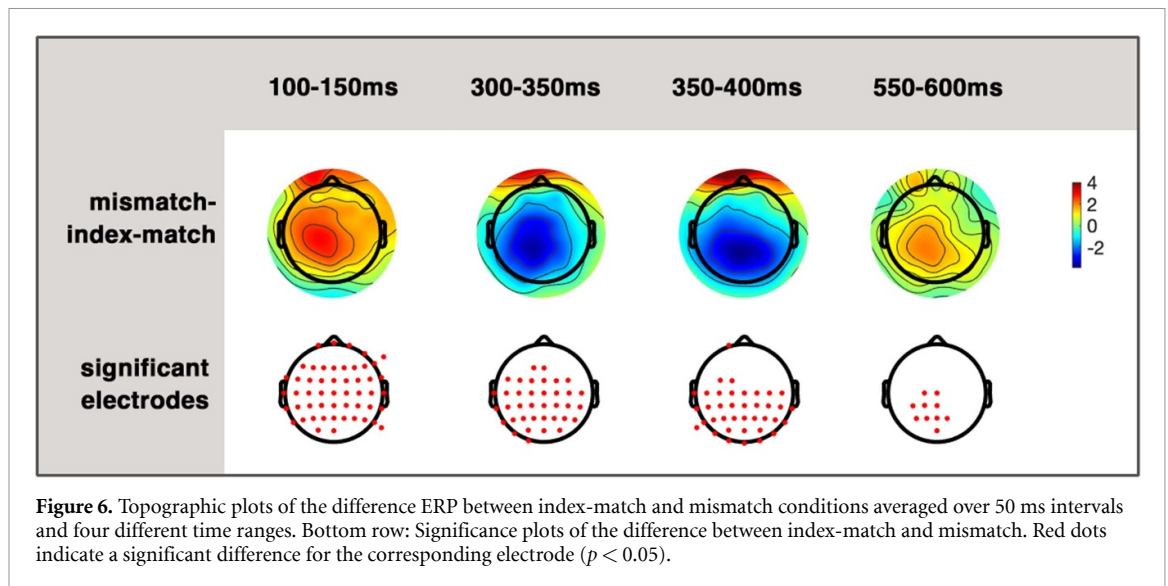 100-150ms 300-350ms 350-400ms 550-600ms
mismatch-
index-match
4
2
0
-2
significant
electrodes
Figure 6. Topographic plots of the difference ERP between index-match and mismatch conditions averaged over 50 ms intervals
and four different time ranges. Bottom row: Significance plots of the difference between index-match and mismatch. Red dots
indicate a significant difference for the corresponding electrode (p < 0.05).